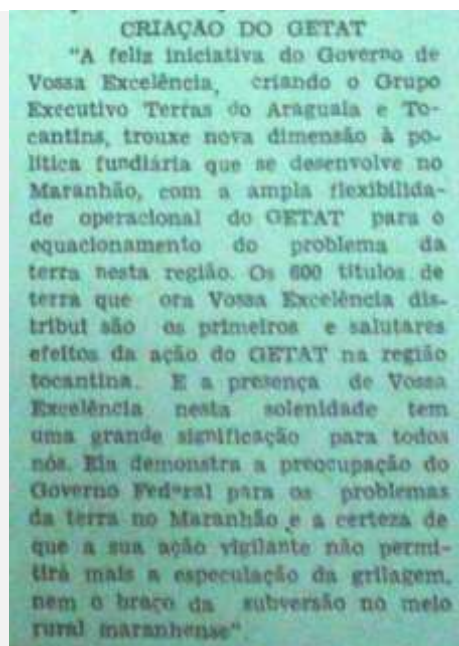 CRIAÇÃO DO GETAT
"A feliz iniciativa do Governo de
Vossa Excelência, criando o Grupo
Executivo Terras do Araguaia e To-
cantins, trouxe nova dimensão à po-
lítica fundiária que se desenvolve no
Maranhão, com a ampla flexibilida-
de operacional do GETAT para o
equacionamento do problema da
terra nesta região. Os 600 títulos de
terra que ora Vossa Excelência dis-
tribui são os primeiros e salutares
efeitos da ação do GETAT na região
tocantina. E a presença de Vossa
Excelência nesta solenidade tem
uma grande significação para todos
nós. Ela demonstra a preocupação do
Governo Federal para os problemas
da terra no Maranhão e a certeza de
que a sua ação vigilante não permi-
tirá mais a especulação da grilagem,
nem o braço da subversão no meio
rural maranhense".